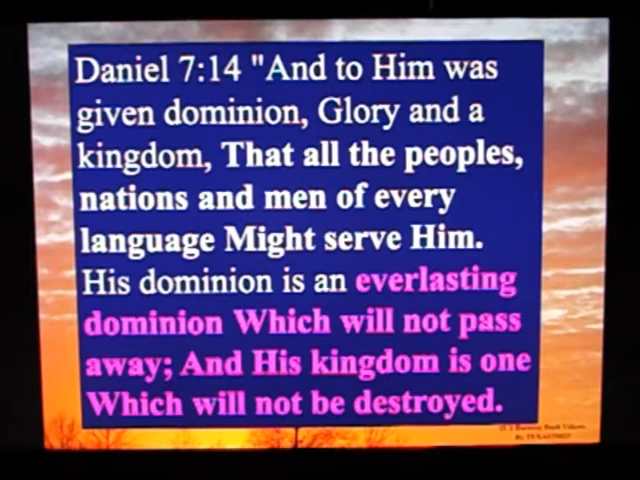 Daniel 7:14 "And to Him was
given dominion, Glory and a
kingdom, That all the peoples,
nations and men of every
language Might serve Him.
His dominion is an everlasting
dominion Which will not pass
away; And His kingdom is one
Which will not be destroyed.